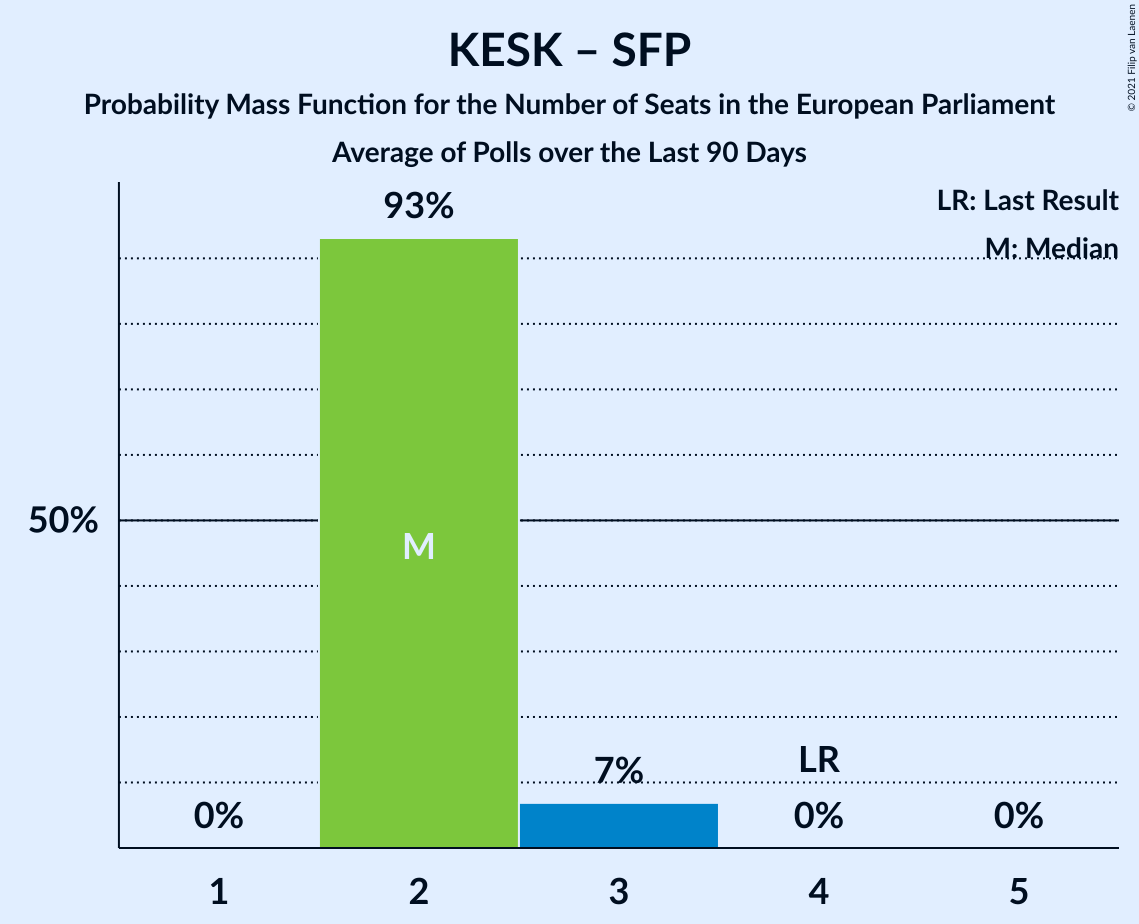 KESK – SFP
Probability Mass Function for the Number of Seats in the European Parliament
Average of Polls over the Last 90 Days
© 2021 Filip van Laenen
LR: Last Result
M: Median
93%
50%
M
7%
LR
0%
0%
0%
1
2
3
4
5